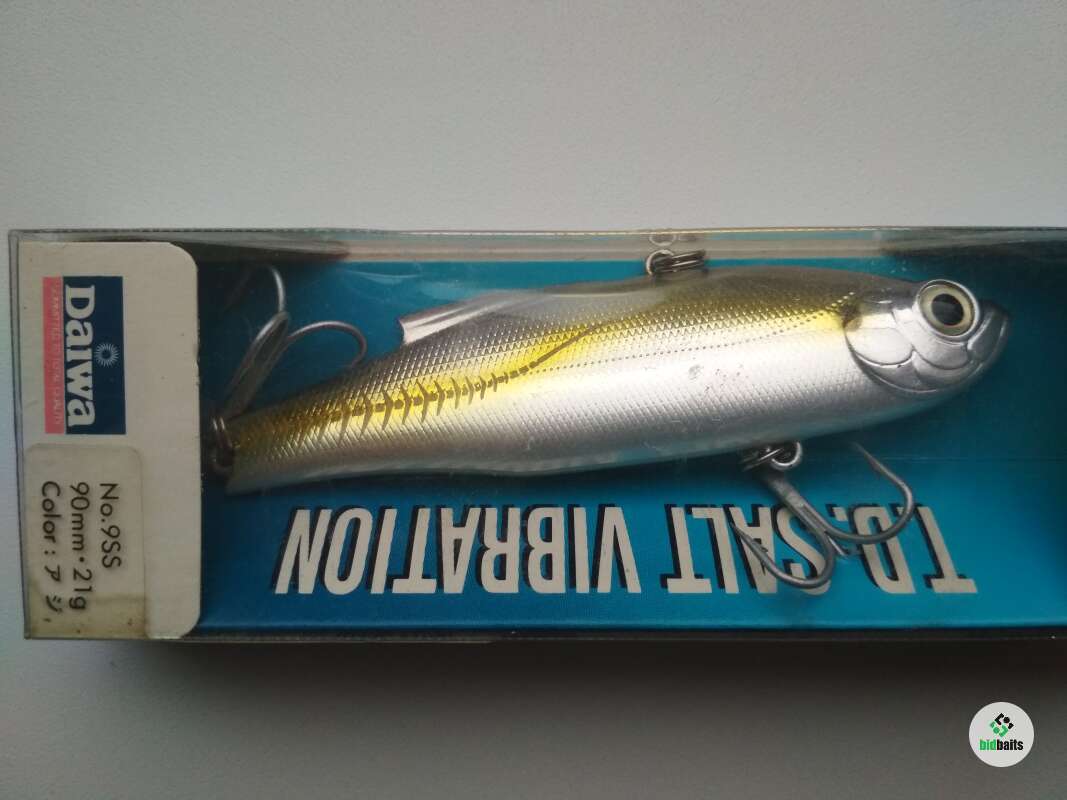 Daiwa
No.9SS
90mm・21g
Color：アジ
T.D. SALT VIBRATION
bidbaits